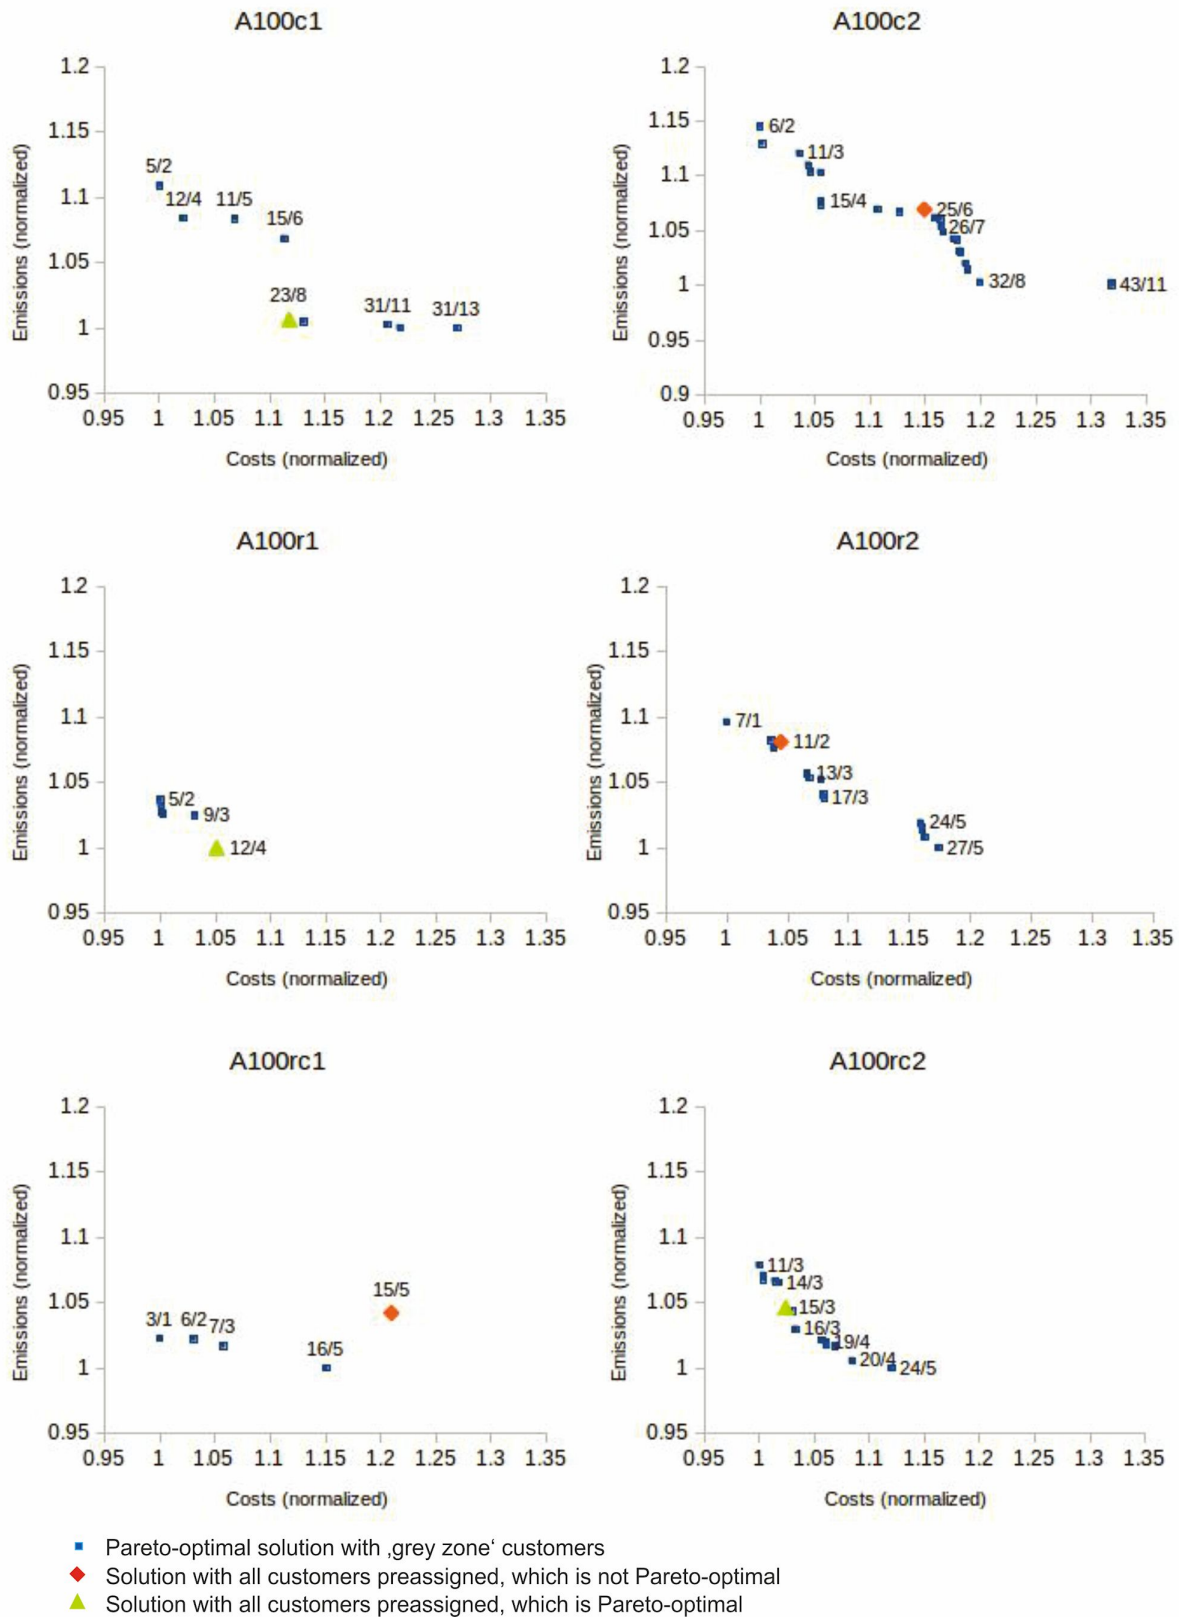 A100c1
1.2
1.15
1.1
1.05
1
0.95
Emissions (normalized)
5/2
12/4
11/5
15/6
23/8
31/11
31/13
0.95 1 1.05 1.1 1.15 1.2 1.25 1.3 1.35
Costs (normalized)
A100c2
1.2
1.15
1.1
1.05
1
0.95
0.9
Emissions (normalized)
6/2
11/3
15/4
25/6
26/7
32/8
43/11
0.95 1 1.05 1.1 1.15 1.2 1.25 1.3 1.35
Costs (normalized)
A100r1
1.2
1.15
1.1
1.05
1
0.95
Emissions (normalized)
5/2
9/3
12/4
0.95 1 1.05 1.1 1.15 1.2 1.25 1.3 1.35
Costs (normalized)
A100r2
1.2
1.15
1.1
1.05
1
0.95
Emissions (normalized)
7/1
11/2
13/3
17/3
24/5
27/5
0.95 1 1.05 1.1 1.15 1.2 1.25 1.3 1.35
Costs (normalized)
A100rc1
1.2
1.15
1.1
1.05
1
0.95
Emissions (normalized)
15/5
3/1 6/2 7/3
16/5
0.95 1 1.05 1.1 1.15 1.2 1.25 1.3 1.35
Costs (normalized)
A100rc2
1.2
1.15
1.1
1.05
1
0.95
Emissions (normalized)
11/3
14/3
15/3
16/3
19/4
20/4
24/5
0.95 1 1.05 1.1 1.15 1.2 1.25 1.3 1.35
Costs (normalized)
Pareto-optimal solution with ‚grey zone‘ customers
Solution with all customers preassigned, which is not Pareto-optimal
Solution with all customers preassigned, which is Pareto-optimal